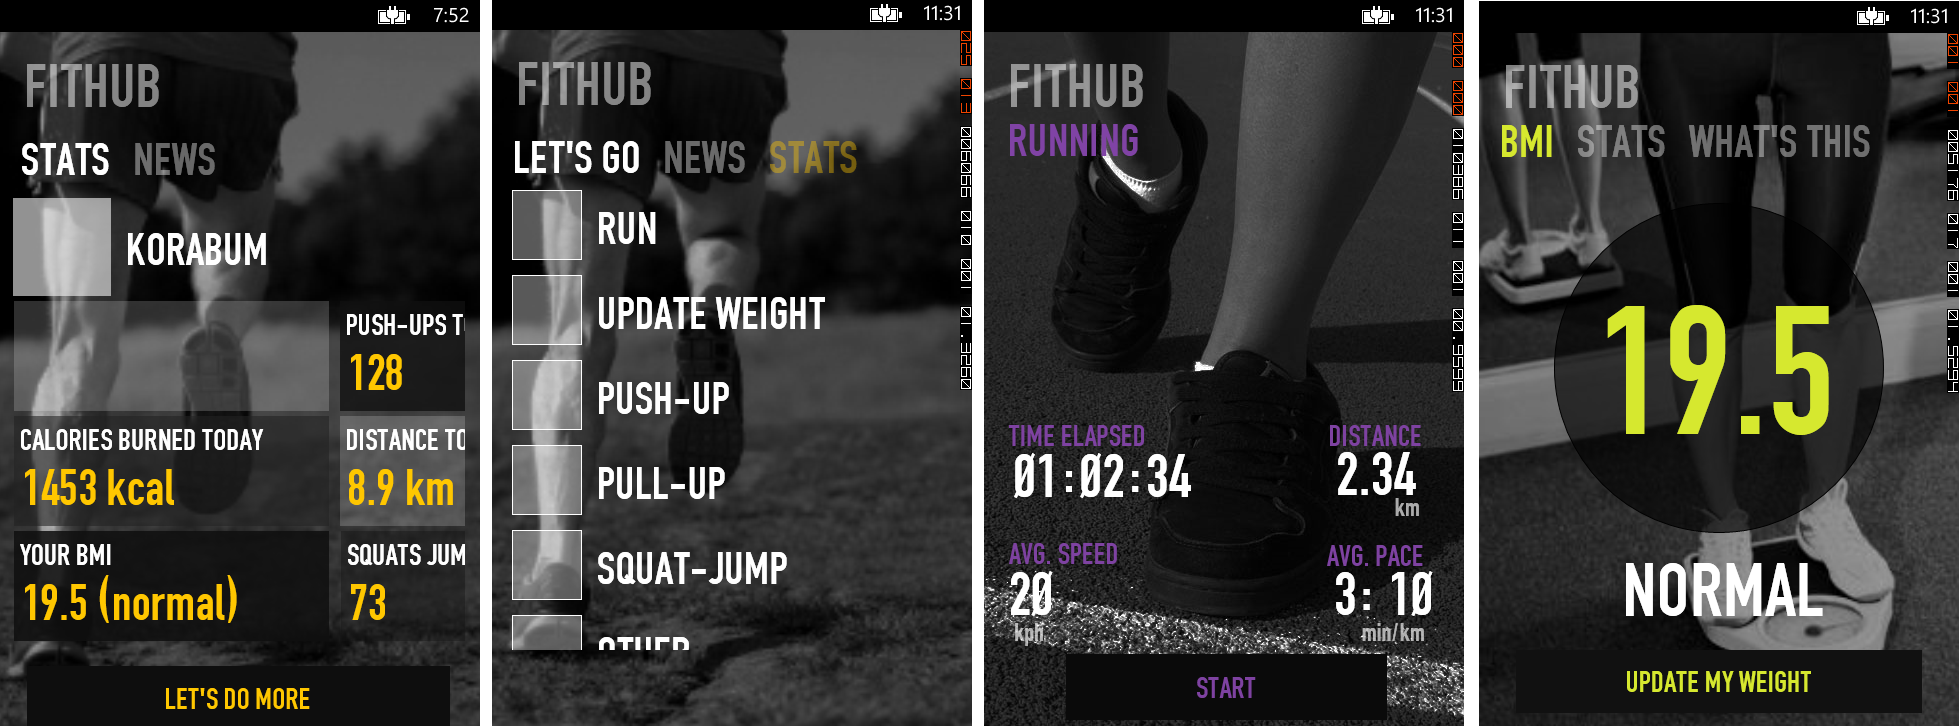 7:52
FITHUB
STATS NEWS
KORABUM
PUSH-UPS T
128
CALORIES BURNED TODAY
1453 kcal
DISTANCE TO
8.9 km
YOUR BMI
19.5 (normal)
SQUATS JUM
73
LET'S DO MORE
11:31
FITHUB
LET'S GO NEWS STATS
RUN
UPDATE WEIGHT
PUSH-UP
PULL-UP
SQUAT-JUMP
OTHER
11:31
FITHUB
RUNNING
TIME ELAPSED
01:02:34
DISTANCE
2.34
km
AVG. SPEED
20
kph
AVG. PACE
3: 10
min/km
START
11:31
FITHUB
BMI STATS WHAT'S THIS
19.5
NORMAL
UPDATE MY WEIGHT